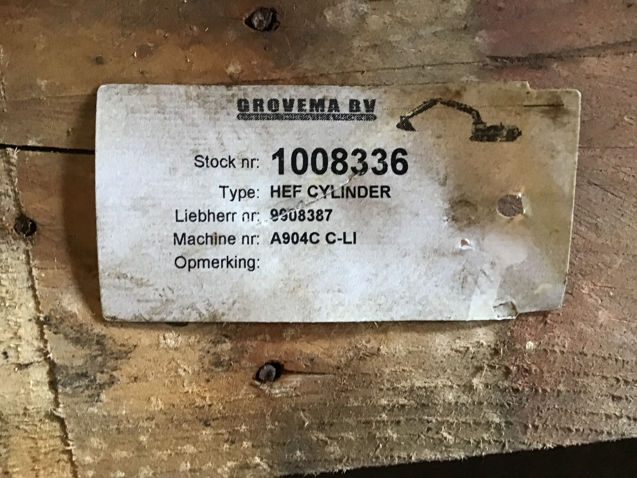 GROVEMA BV
Stock nr: 1008336
Type: HEF CYLINDER
Liebherr nr: 9908387
Machine nr: A904C C-LI
Opmerking: